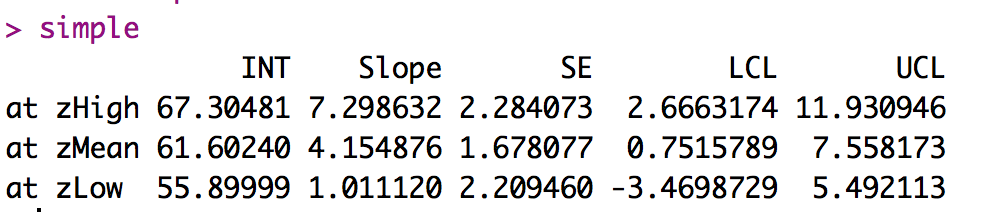 > simple
INT Slope SE LCL UCL
at zHigh 67.30481 7.298632 2.284073 2.6663174 11.930946
at zMean 61.60240 4.154876 1.678077 0.7515789 7.558173
at zLow 55.89999 1.011120 2.209460 -3.4698729 5.492113